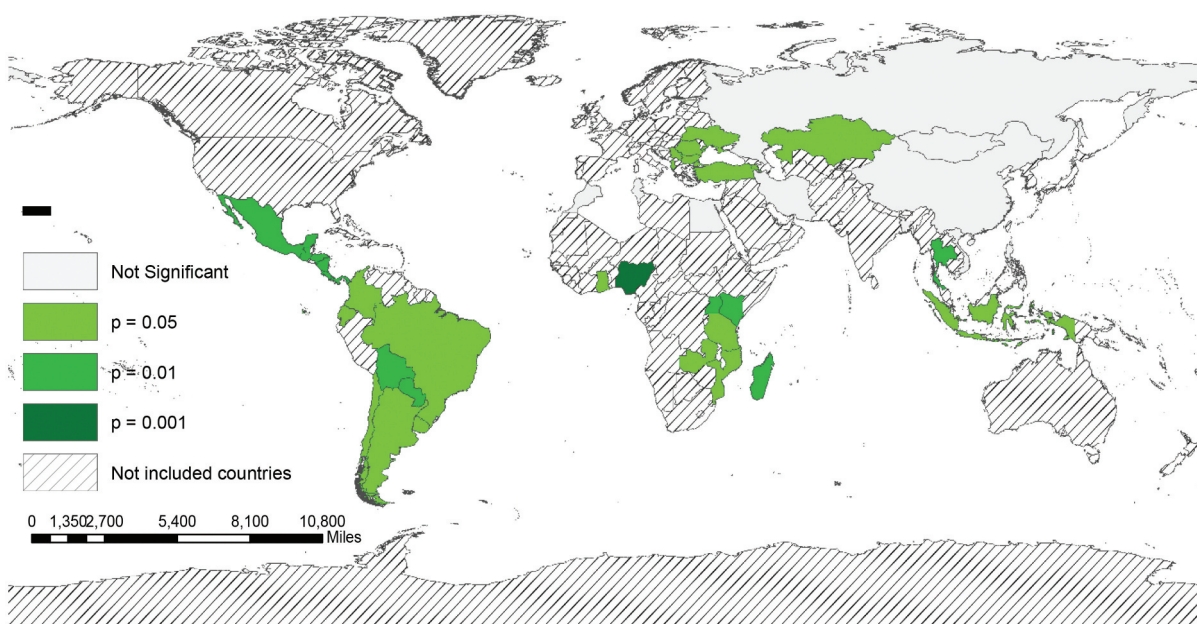 Not Significant
p = 0.05
p = 0.01
p = 0.001
Not included countries
0 1,350 2,700 5,400 8,100 10,800
Miles